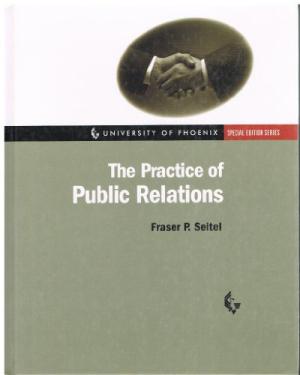 UNIVERSITY OF PHOENIX SPECIAL EDITION SERIES
The Practice of
Public Relations
Fraser P. Seitel